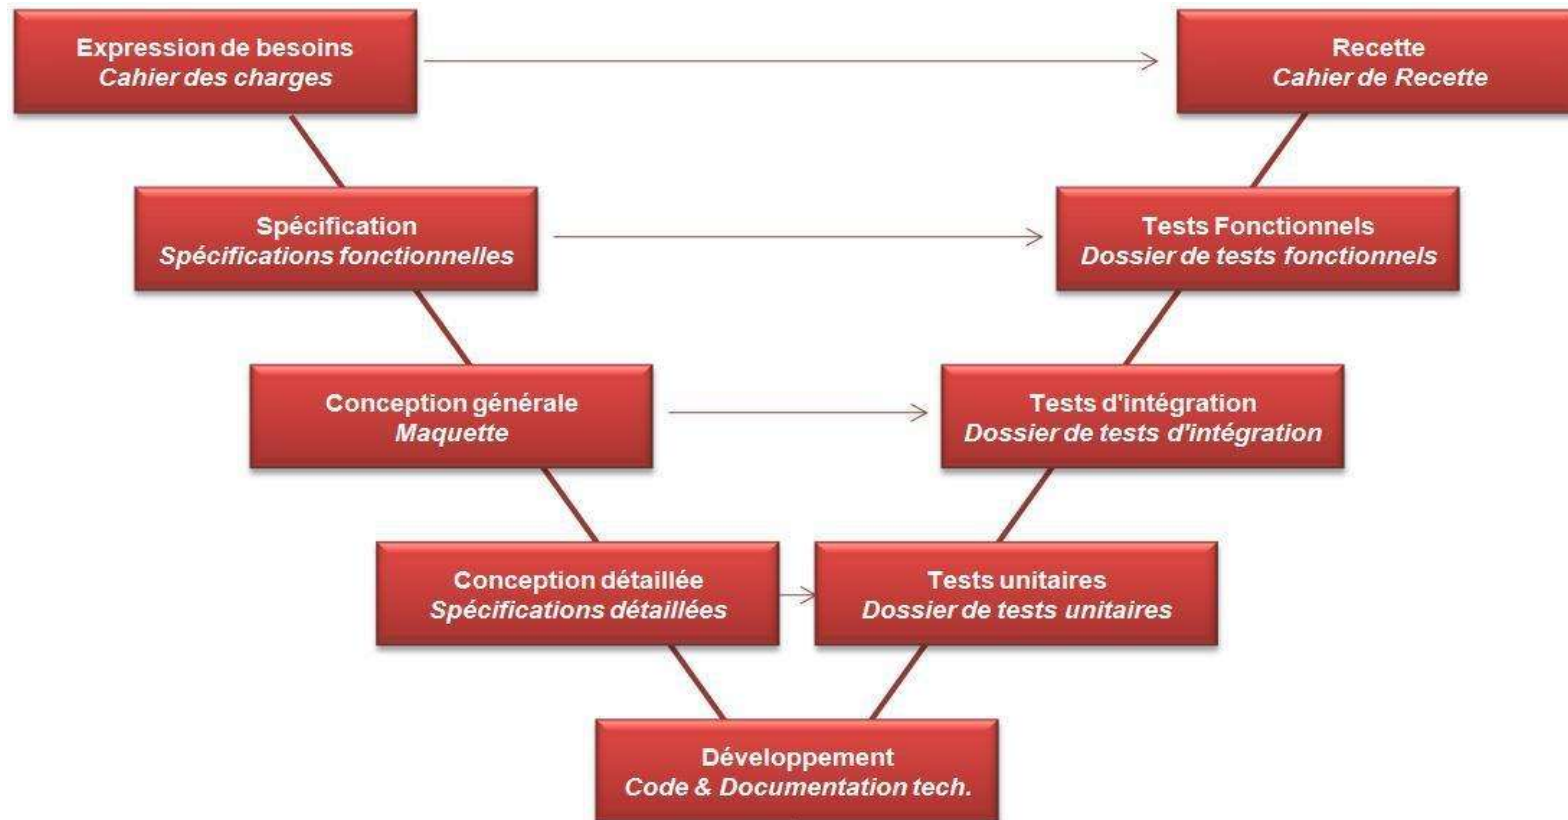 Expression de besoins
Cahier des charges
Recette
Cahier de Recette
Spécification
Spécifications fonctionnelles
Tests Fonctionnels
Dossier de tests fonctionnels
Conception générale
Maquette
Tests d'intégration
Dossier de tests d'intégration
Conception détaillée
Spécifications détaillées
Tests unitaires
Dossier de tests unitaires
Développement
Code & Documentation tech.